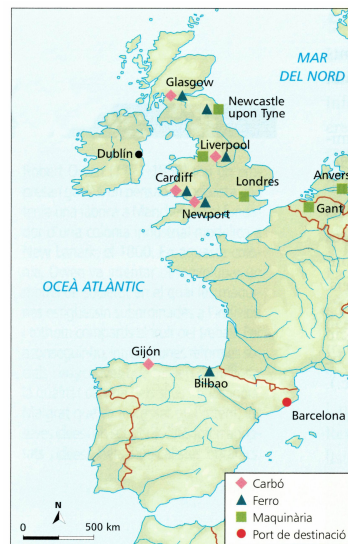 MAR
DEL NORD
Glasgow
Newcastle
upon Tyne
Dublín
Liverpool
Cardiff
Londres
Anvers
Newport
Gant
OCEÀ ATLÀNTIC
Gijón
Bilbao
Barcelona
N
0 500 km
Carbó
Ferro
Maquinària
Port de destinació